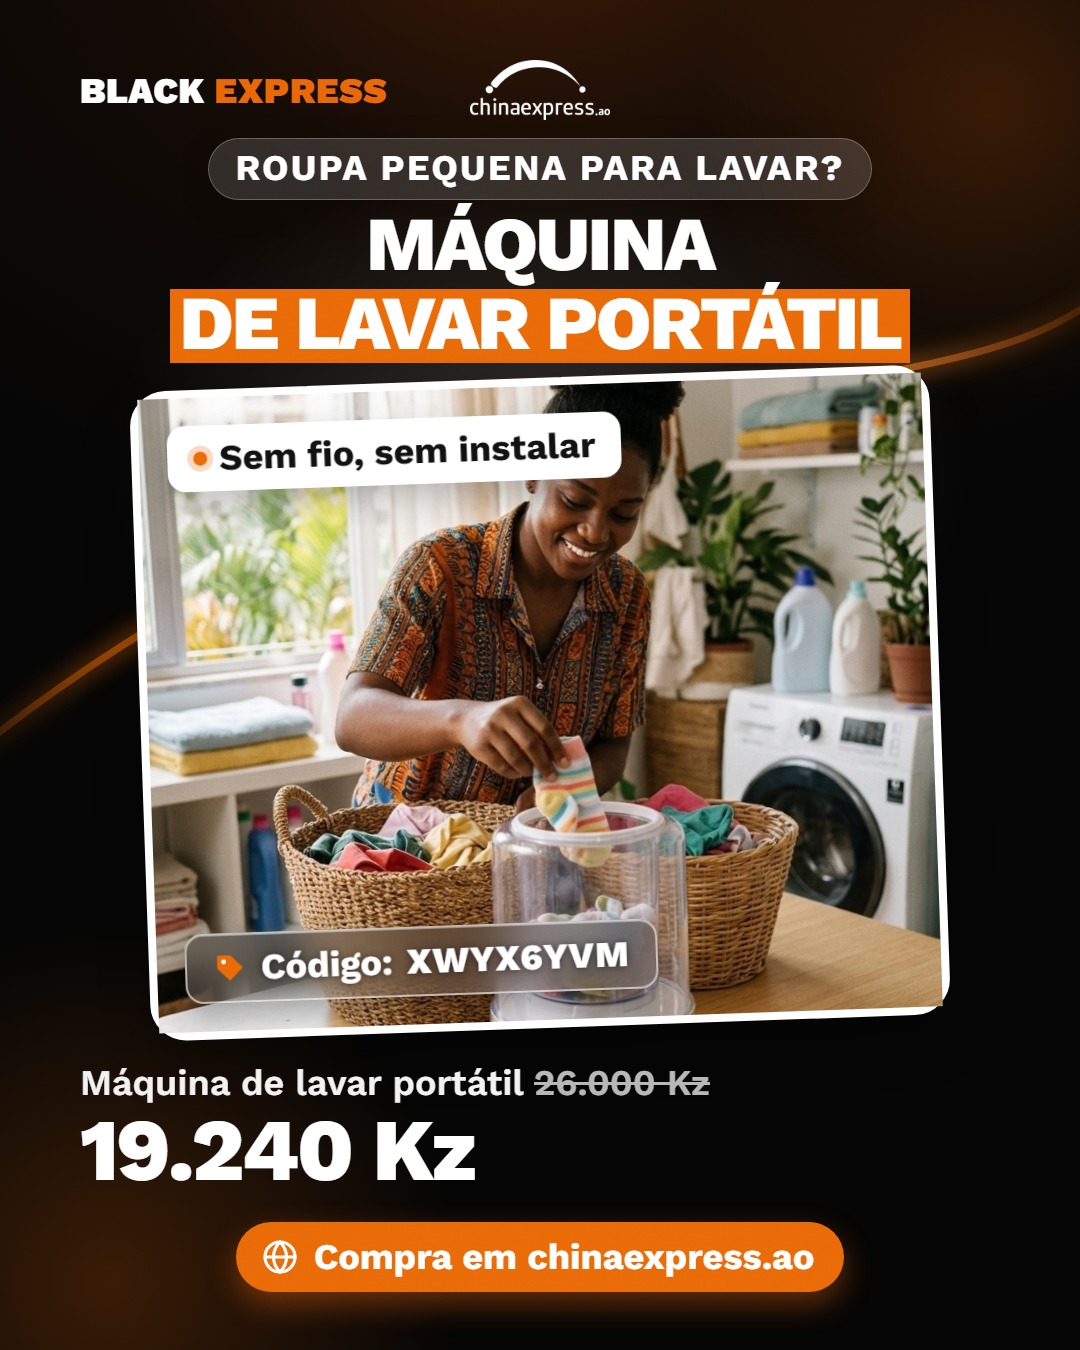 BLACK EXPRESS
chinaexpress.ao
ROUPA PEQUENA PARA LAVAR?
MÁQUINA
DE LAVAR PORTÁTIL
Sem fio, sem instalar
Código: XWYX6YVM
Máquina de lavar portátil 26.000 Kz
19.240 Kz
Compra em chinaexpress.ao